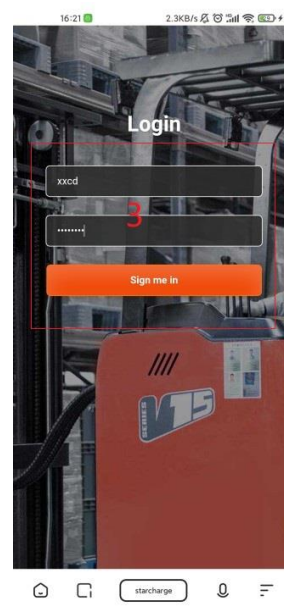 16:21 2.3KB/s
Login
xxcd
3
••••••••
Sign me in
SERIES V15
starcharge